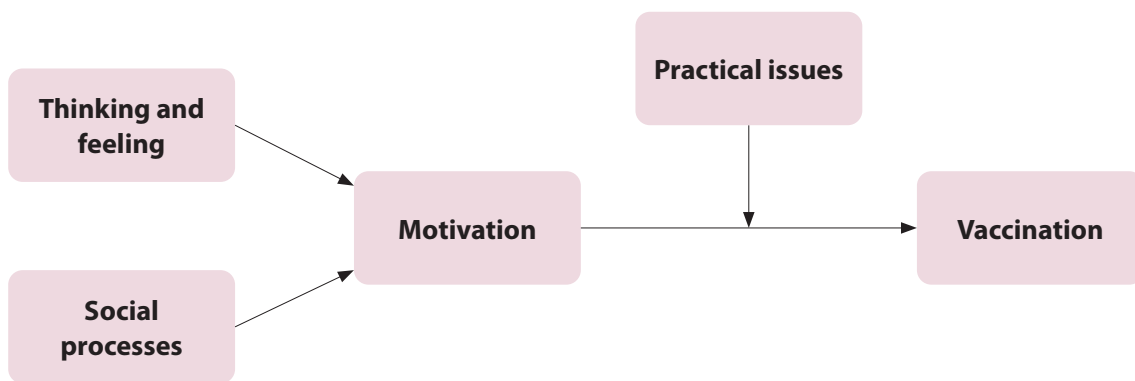 Practical issues
Thinking and
feeling
Motivation
Vaccination
Social
processes